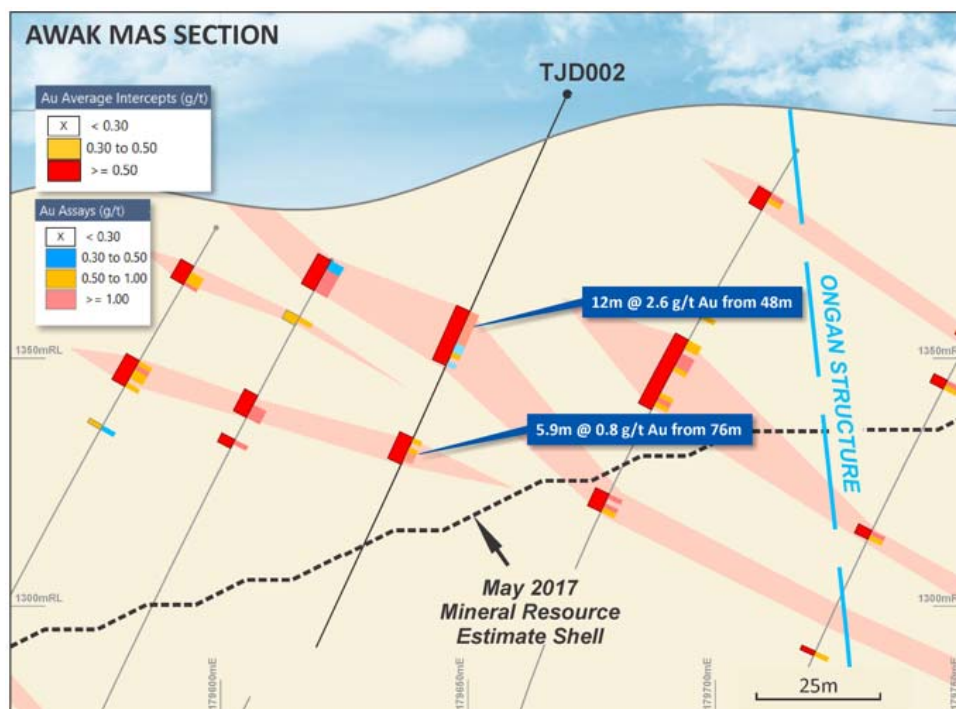 AWAK MAS SECTION
TJD002
Au Average Intercepts (g/t)
X < 0.30
0.30 to 0.50
>= 0.50
Au Assays (g/t)
X < 0.30
0.30 to 0.50
0.50 to 1.00
>= 1.00
12m @ 2.6 g/t Au from 48m
1350mRL
1350mRL
5.9m @ 0.8 g/t Au from 76m
ONGAN STRUCTURE
May 2017
Mineral Resource
Estimate Shell
1300mRL
1300mRL
179600mE
179650mE
179700mE
25m